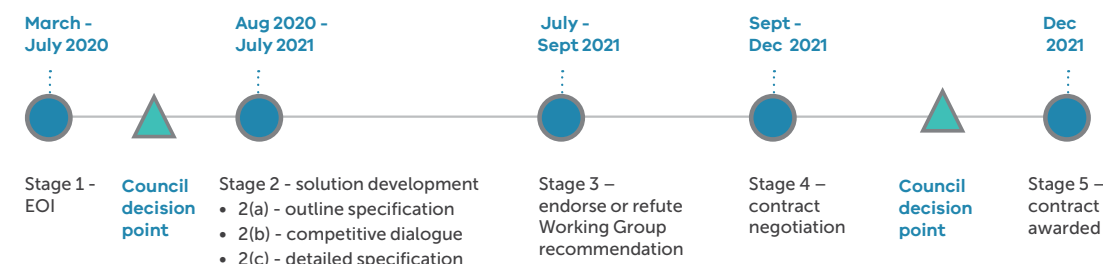 March -
July 2020
Aug 2020 -
July 2021
July -
Sept 2021
Sept -
Dec 2021
Dec
2021
Stage 1 -
EOI
Council
decision
point
Stage 2 - solution development
• 2(a) - outline specification
• 2(b) - competitive dialogue
• 2(c) - detailed specification
Stage 3 –
endorse or refute
Working Group
recommendation
Stage 4 –
contract
negotiation
Council
decision
point
Stage 5 –
contract
awarded